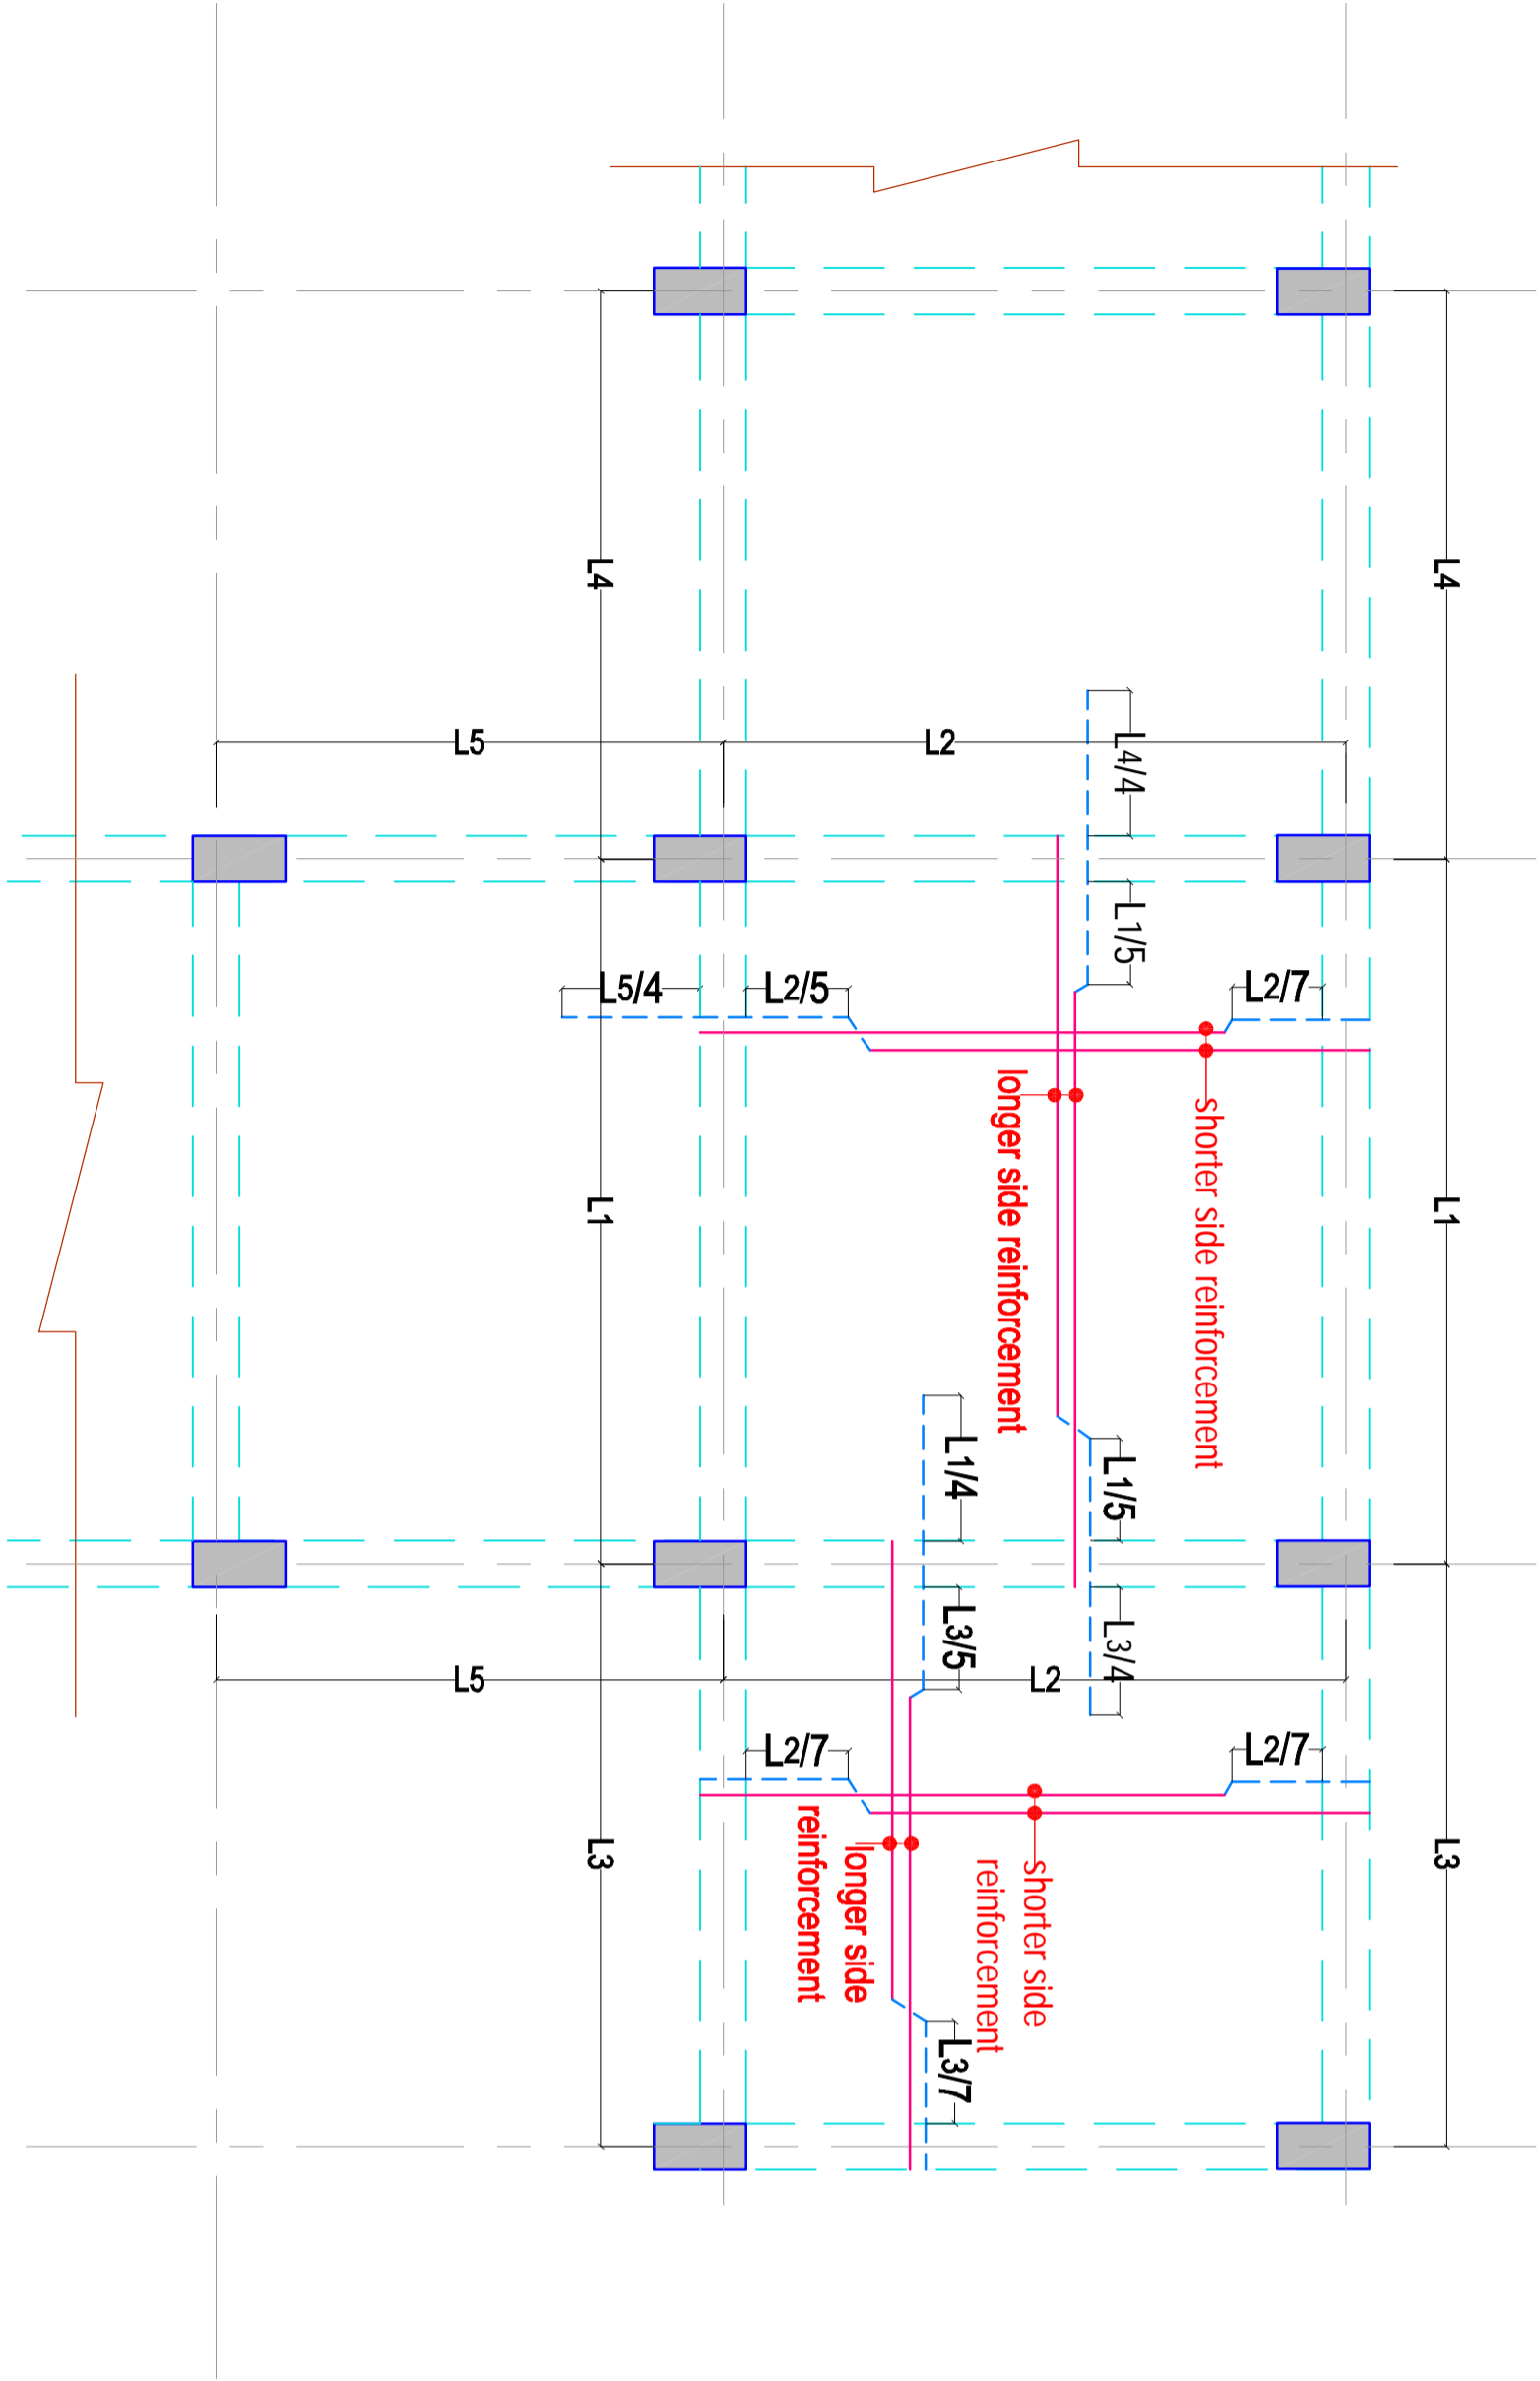 L4
L4
L5
L2
L4/4
L1/5
L5/4
L2/5
L2/7
longer side reinforcement
shorter side reinforcement
L1
L1
L1/4
L1/5
L3/5
L3/4
L5
L2
L2/7
L2/7
longer side
reinforcement
shorter side
reinforcement
L3
L3
L3/7